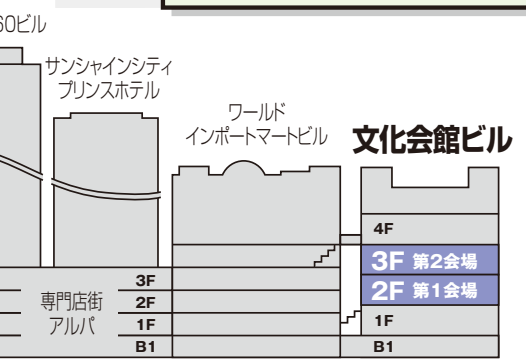 60ビル
サンシャインシティ
プリンスホテル
ワールド
インポートマートビル
文化会館ビル
4F
3F 第2会場
2F 第1会場
1F
B1
専門店街
アルパ
3F
2F
1F
B1